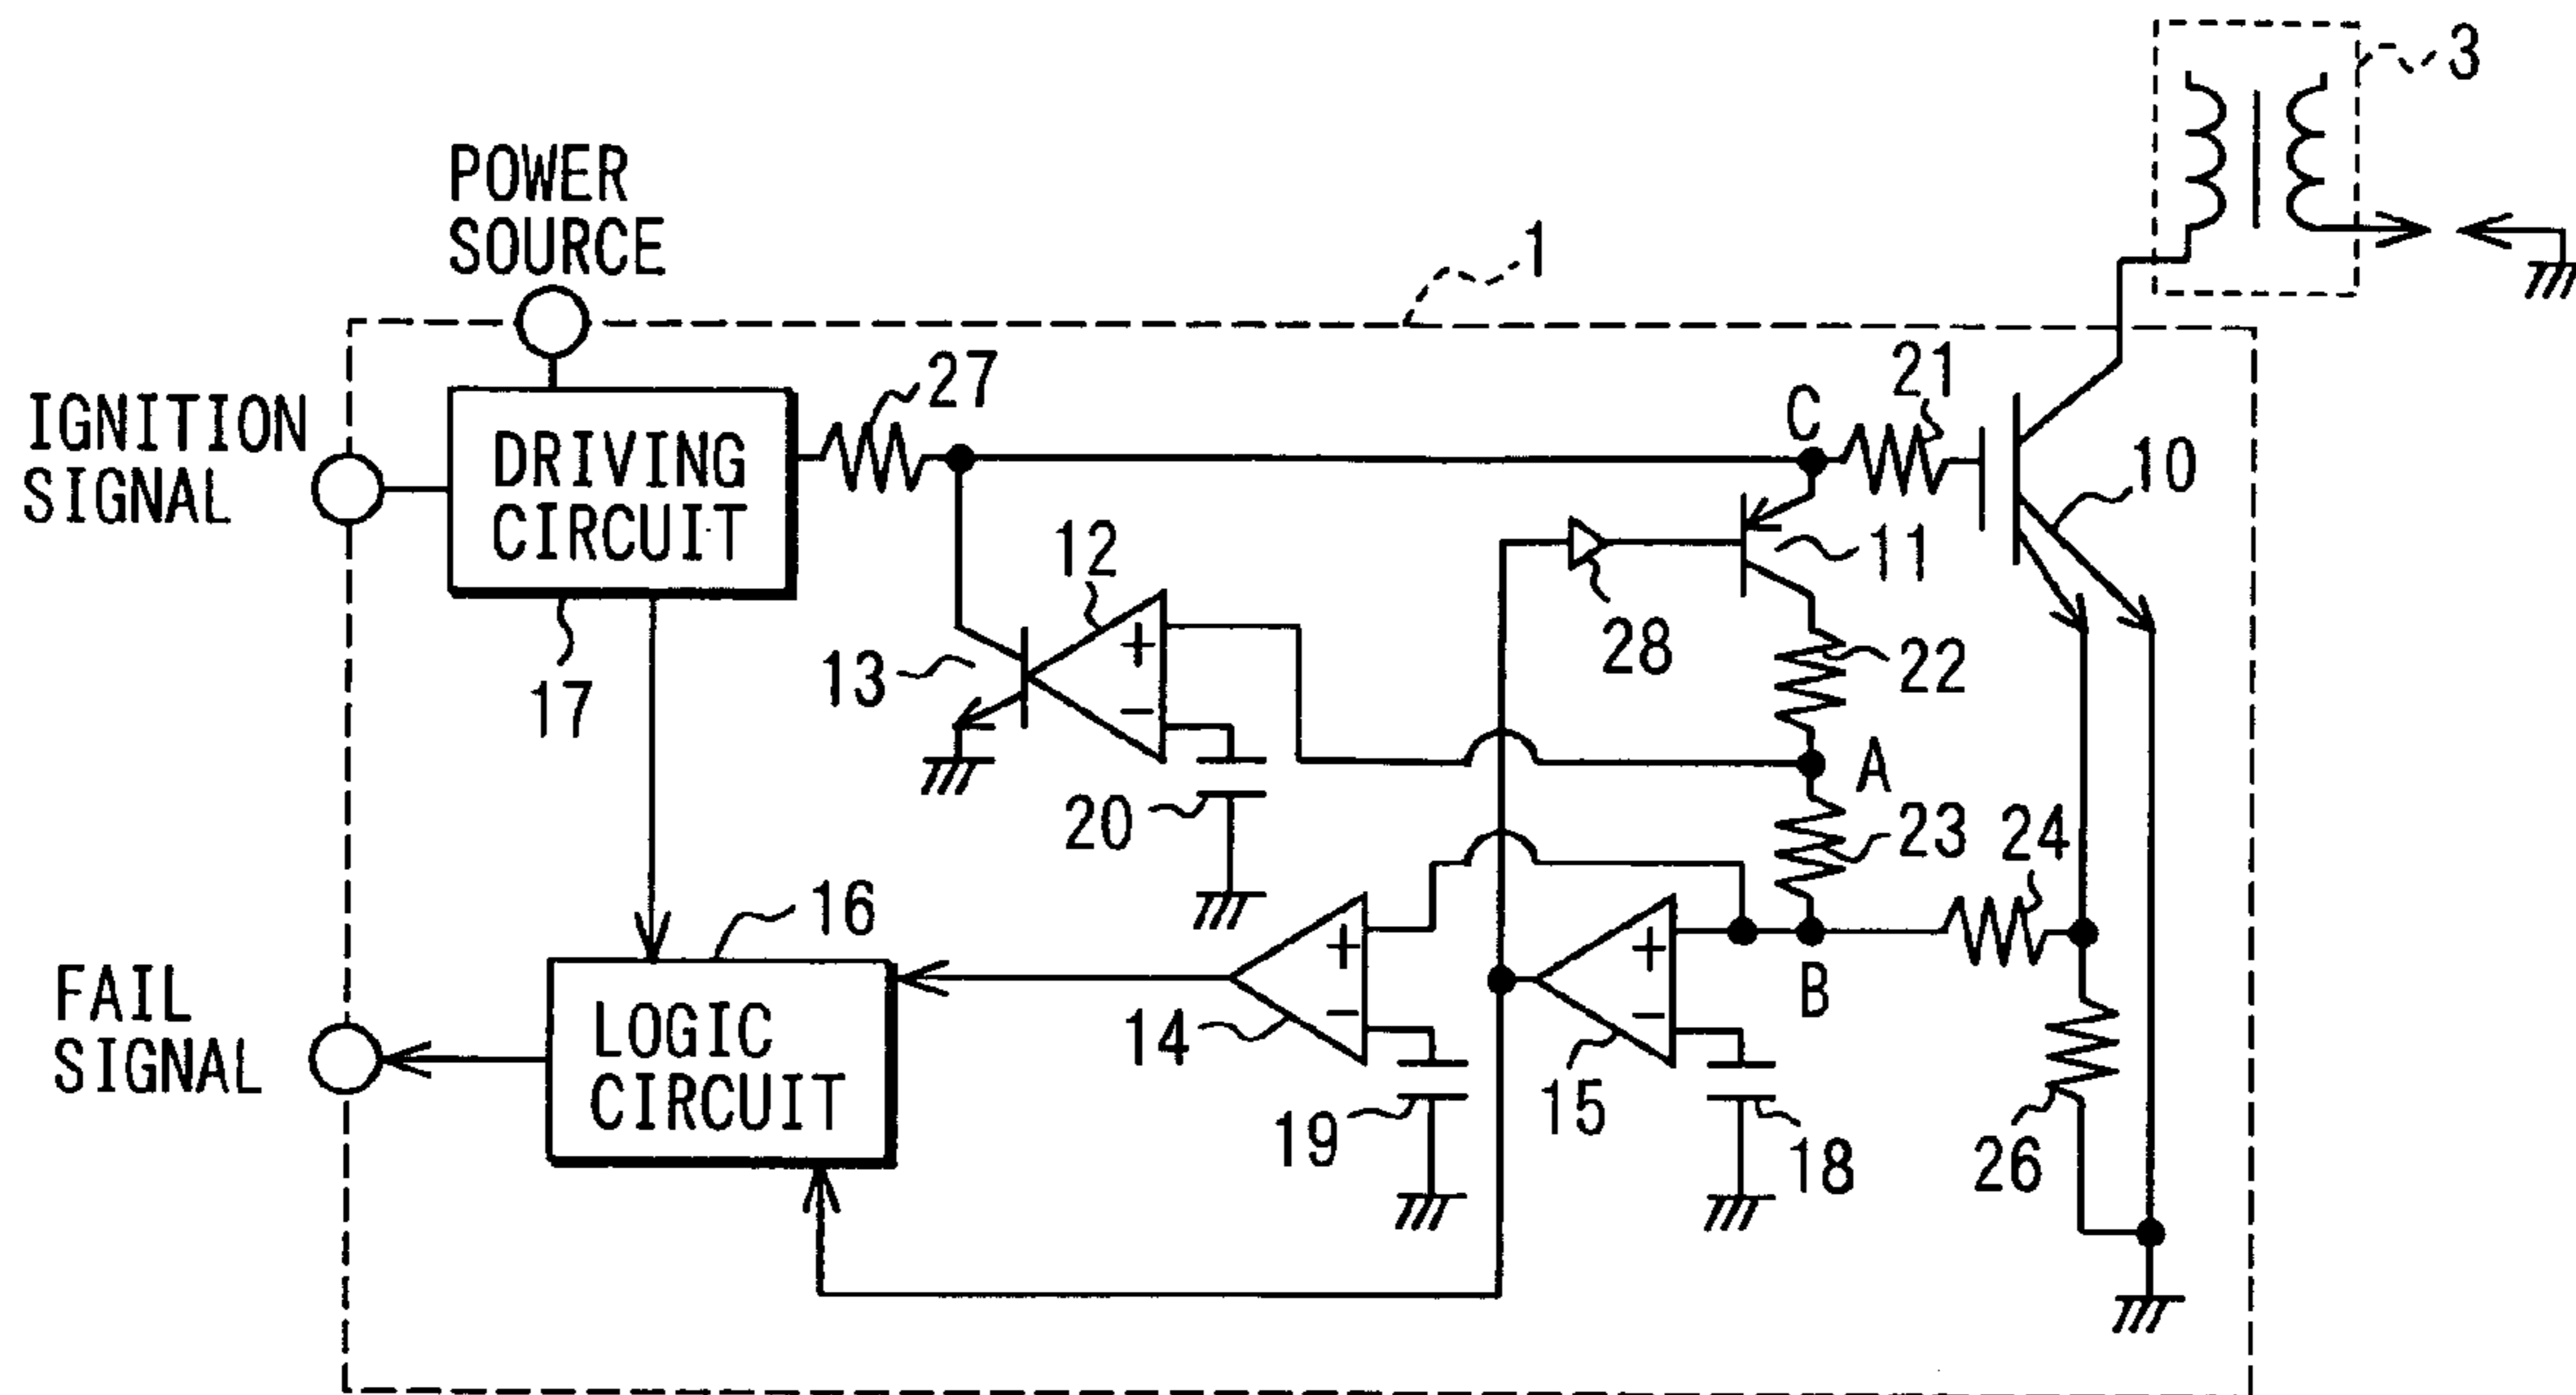 3
POWER
SOURCE
1
IGNITION
SIGNAL
27
C
21
DRIVING
CIRCUIT
10
12
11
+
28
13
22
17
−
A
20
23
24
16
+
+
FAIL
SIGNAL
LOGIC
CIRCUIT
B
14
−
−
15
19
18
26